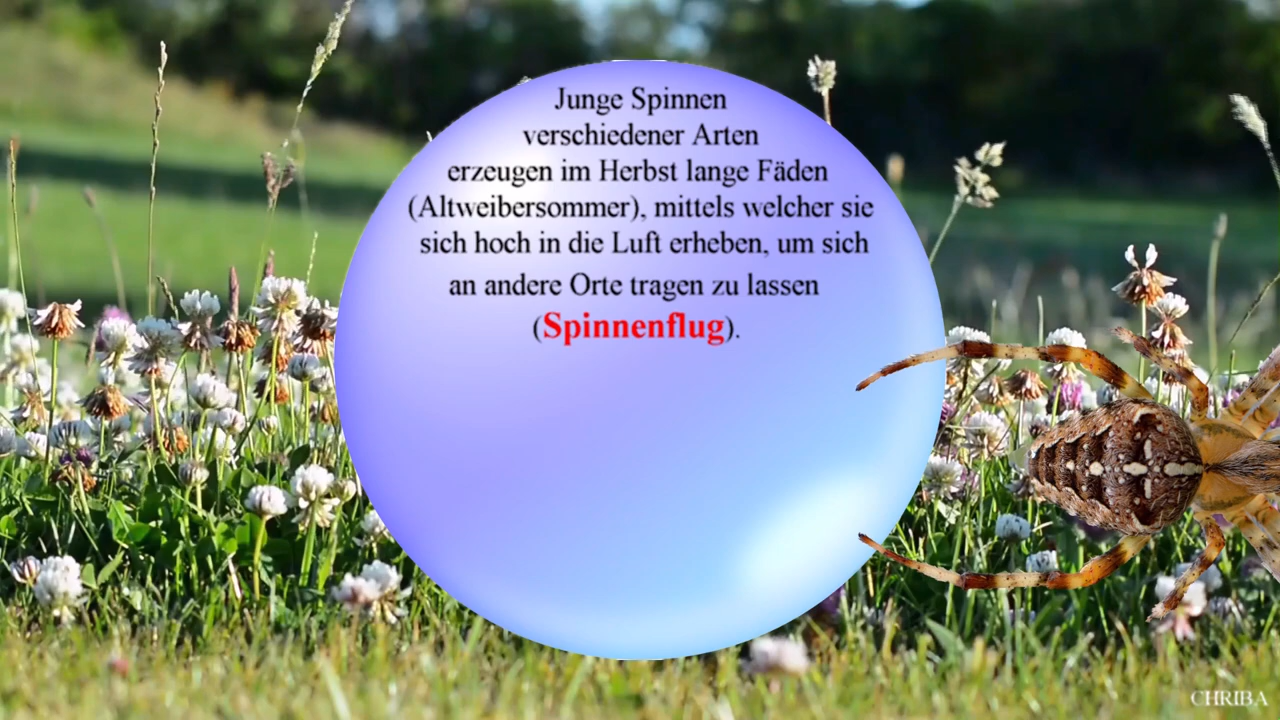 Junge Spinnen
verschiedener Arten
erzeugen im Herbst lange Fäden
(Altweibersommer), mittels welcher sie
sich hoch in die Luft erheben, um sich
an andere Orte tragen zu lassen
(Spinnenflug).
CHRIBA